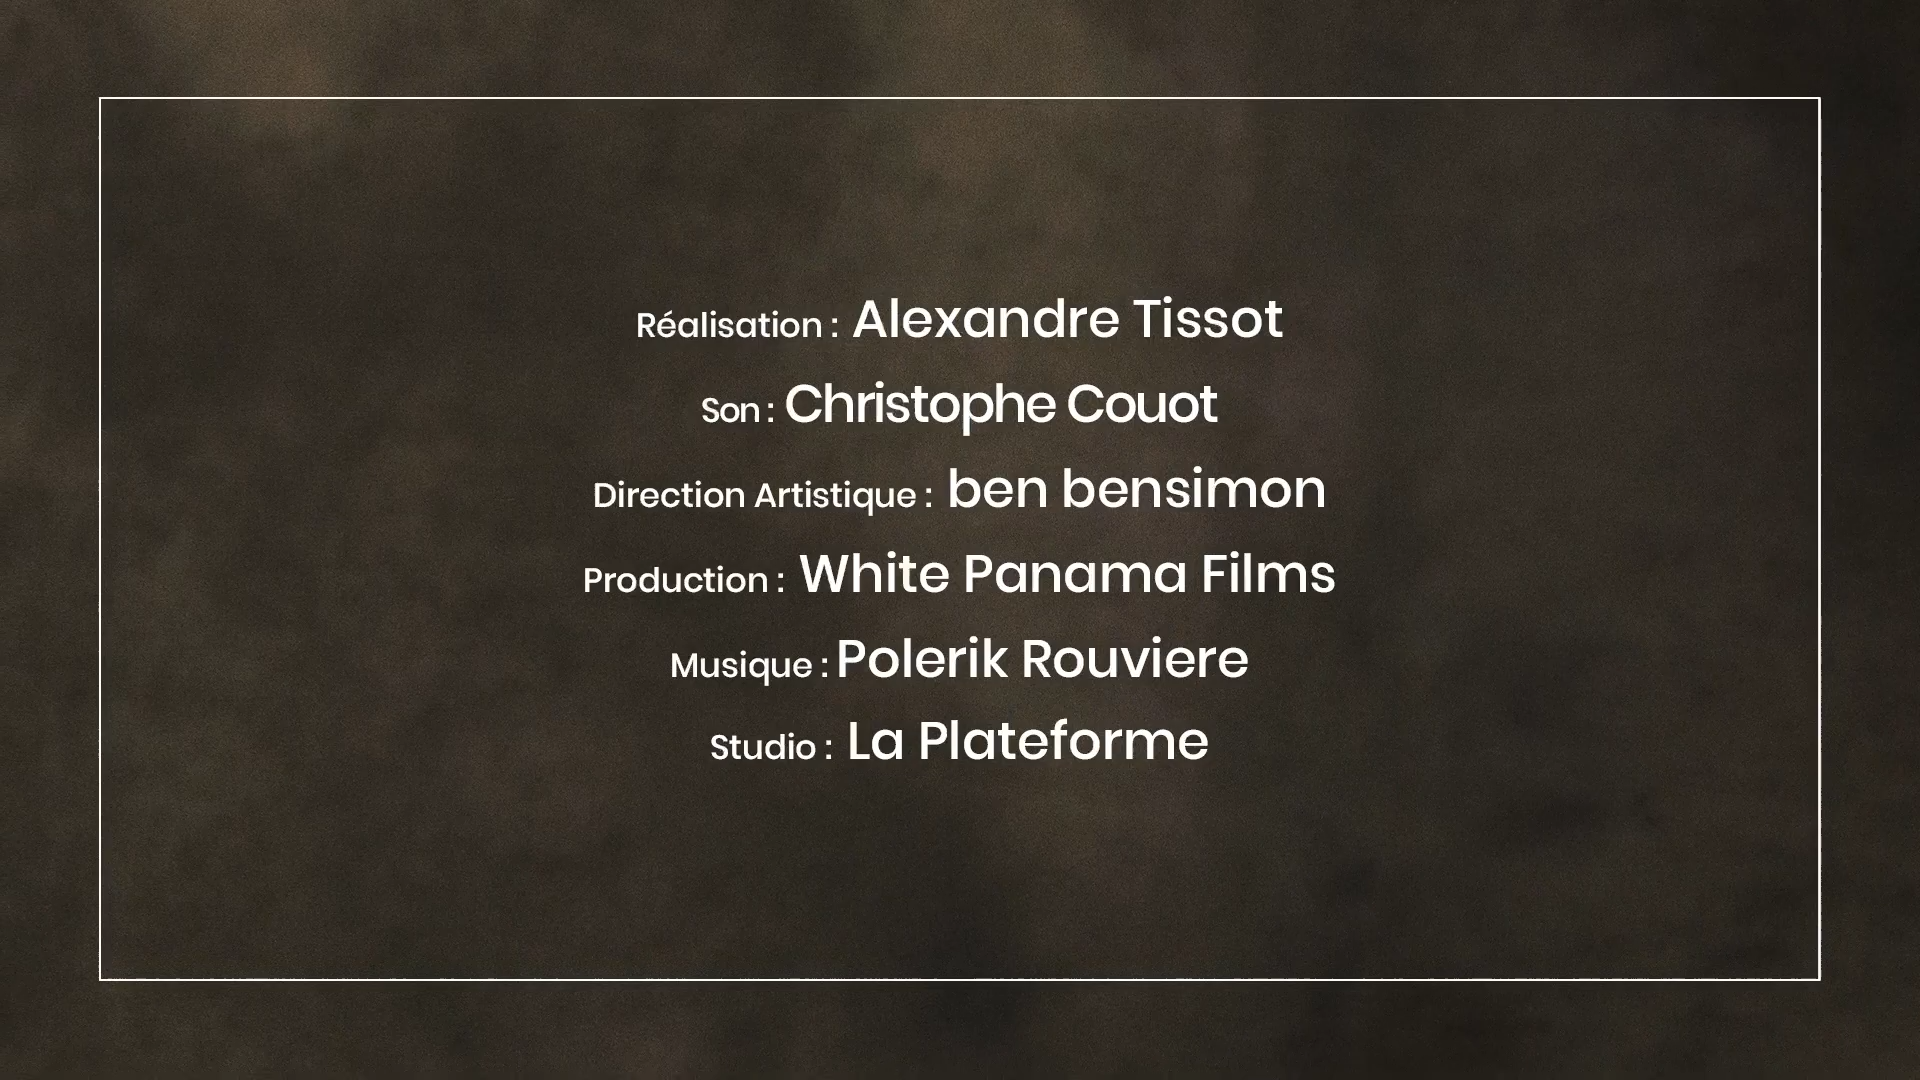 Réalisation : Alexandre Tissot
Son : Christophe Couot
Direction Artistique : ben bensimon
Production : White Panama Films
Musique : Polerik Rouviere
Studio : La Plateforme